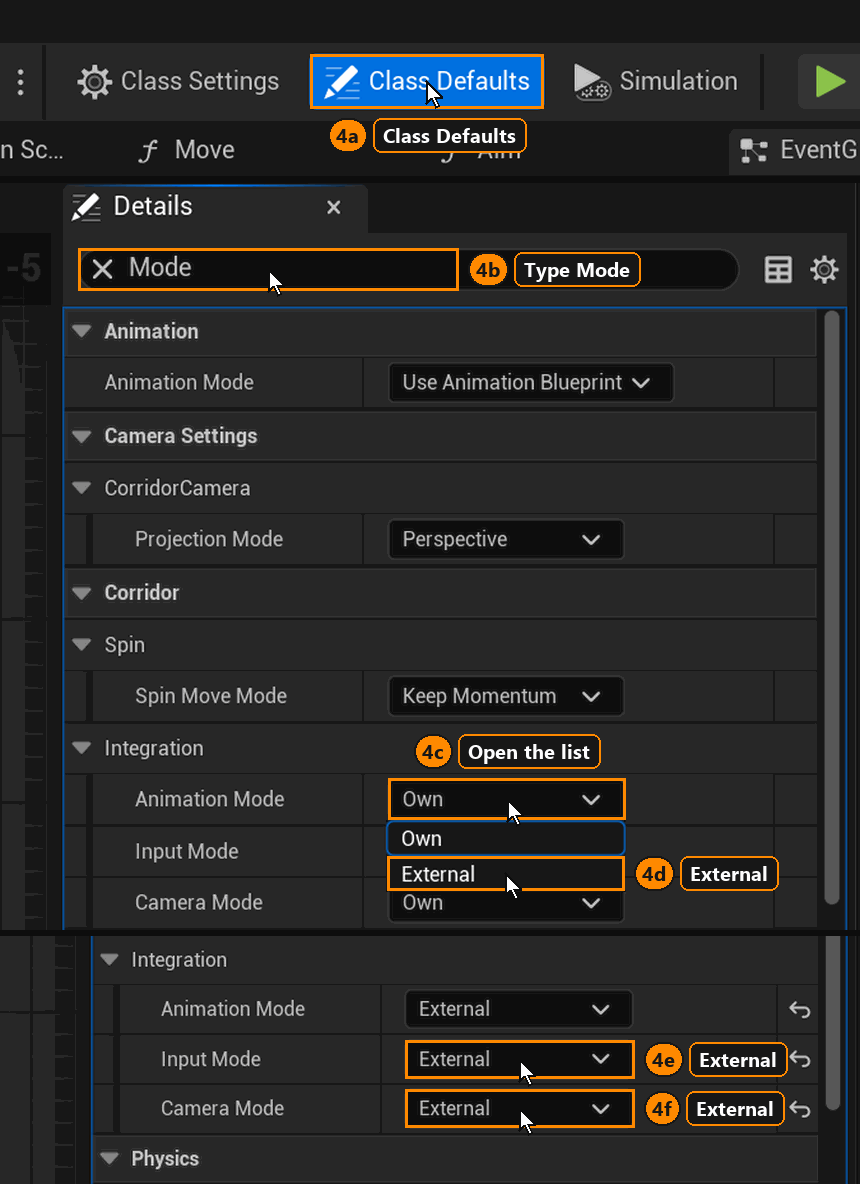 Class Settings Class Defaults Simulation
4a Class Defaults
n Sc... f Move Aim EventG
Details
-5
Mode 4b Type Mode
Animation
Animation Mode Use Animation Blueprint
Camera Settings
CorridorCamera
Projection Mode Perspective
Corridor
Spin
Spin Move Mode Keep Momentum
Integration 4c Open the list
Animation Mode Own
Own
Input Mode
External 4d External
Camera Mode Own
Integration
Animation Mode External
Input Mode External 4e External
Camera Mode External 4f External
Physics